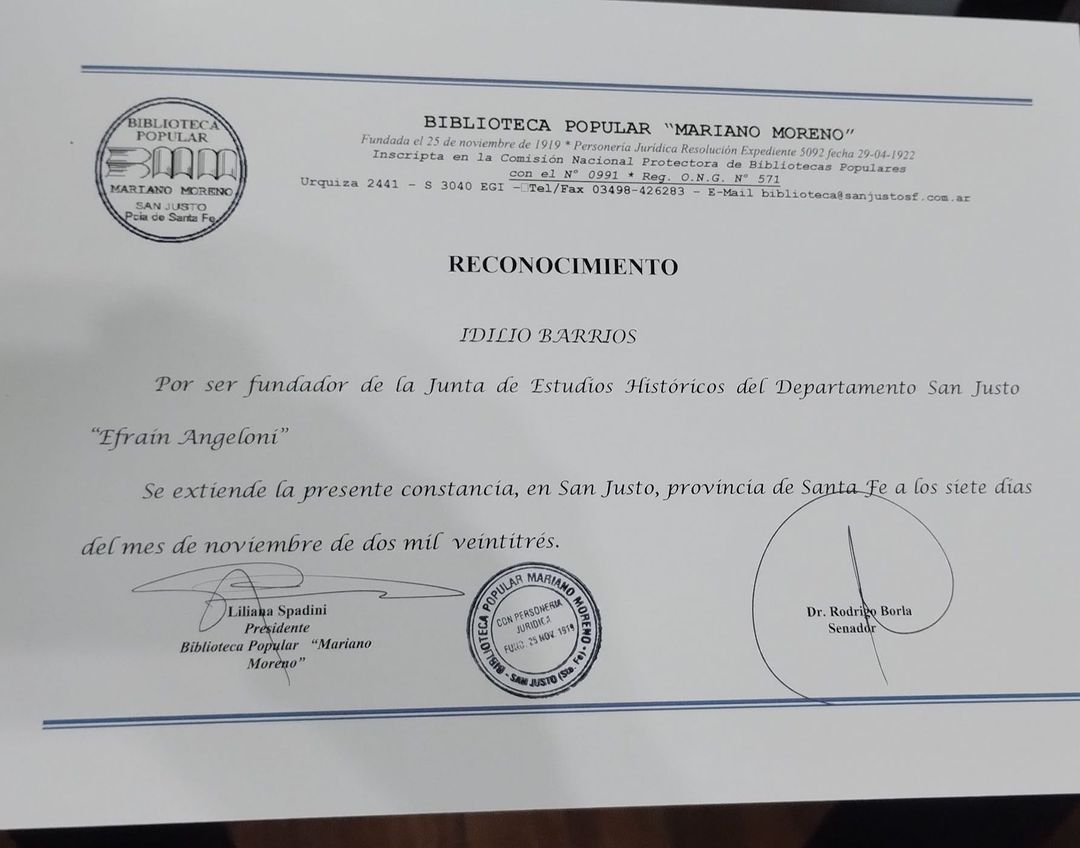 BIBLIOTECA
POPULAR
MARIANO MORENO
SAN JUSTO
Pcia de Santa Fe
BIBLIOTECA POPULAR "MARIANO MORENO"
Fundada el 25 de noviembre de 1919 * Personería Jurídica Resolución Expediente 5092 fecha 29-04-1922
Inscripta en la Comisión Nacional Protectora de Bibliotecas Populares
con el N° 0991 * Reg. O.N.G. N° 571
Urquiza 2441 – S 3040 EGI –□Tel/Fax 03498-426283 – E-Mail biblioteca@sanjustosf.com.ar
RECONOCIMIENTO
IDILIO BARRIOS
Por ser fundador de la Junta de Estudios Históricos del Departamento San Justo
"Efraín Angeloni"
Se extiende la presente constancia, en San Justo, provincia de Santa Fe a los siete días
del mes de noviembre de dos mil veintitrés.
Liliana Spadini
Presidente
Biblioteca Popular "Mariano
Moreno"
BIBLIOTECA POPULAR MARIANO MORENO
CON PERSONERIA
JURIDICA
FUND. 25 NOV. 1919
- SAN JUSTO (Sta. Fe) -
Dr. Rodrigo Borla
Senador